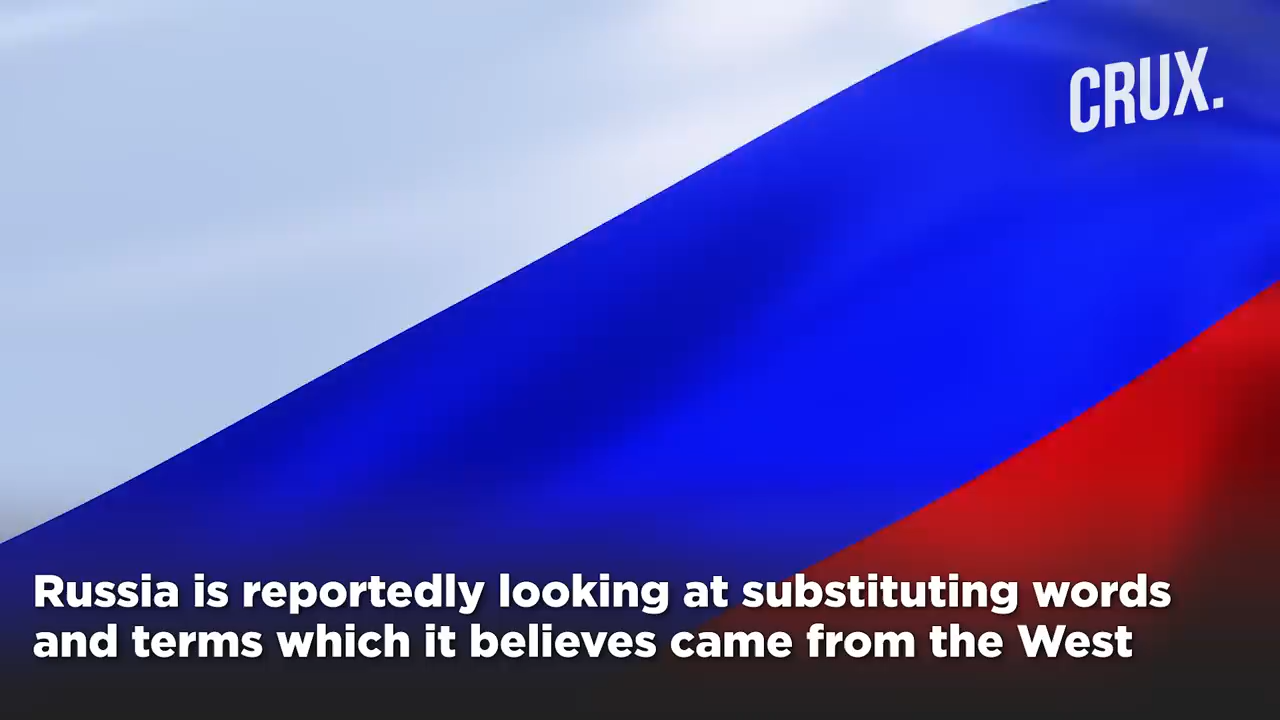 CRUX.
Russia is reportedly looking at substituting words
and terms which it believes came from the West